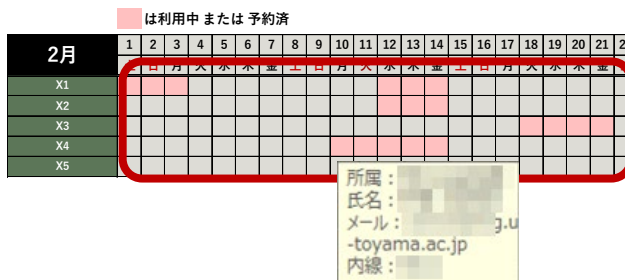 は利用中 または 予約済
2月 1 2 3 4 5 6 7 8 9 10 11 12 13 14 15 16 17 18 19 20 21 2
土 日 月 火 水 木 金 土 日 月 火 水 木 金 土 日 月 火 水 木 金
X1
X2
X3
X4
X5
所属：
氏名：
メール： g.u
-toyama.ac.jp
内線：